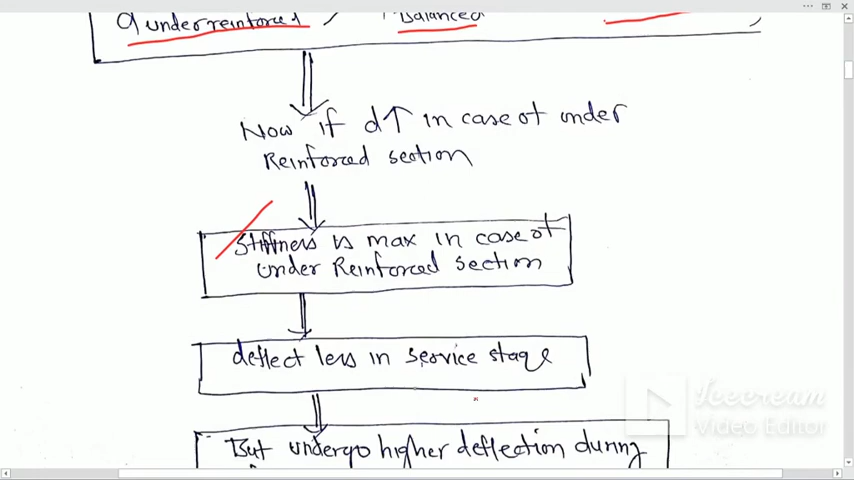 underreinforced
Balanced
Now if d↑ in case of under
Reinforced section
Stiffness is max in case of
under Reinforced section
deflect less in service stage
But undergo higher deflection during
Icecream
Video Editor